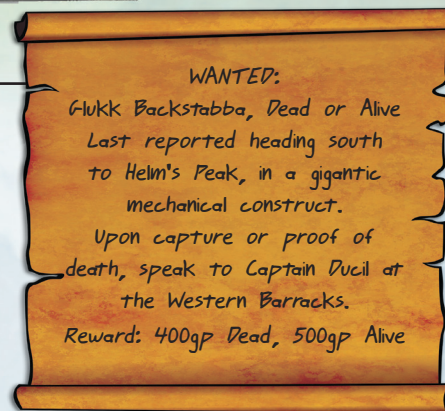 WANTED:
Glukk Backstabba, Dead or Alive
Last reported heading south
to Helm's Peak, in a gigantic
mechanical construct.
Upon capture or proof of
death, speak to Captain Ducil at
the Western Barracks.
Reward: 400gp Dead, 500gp Alive